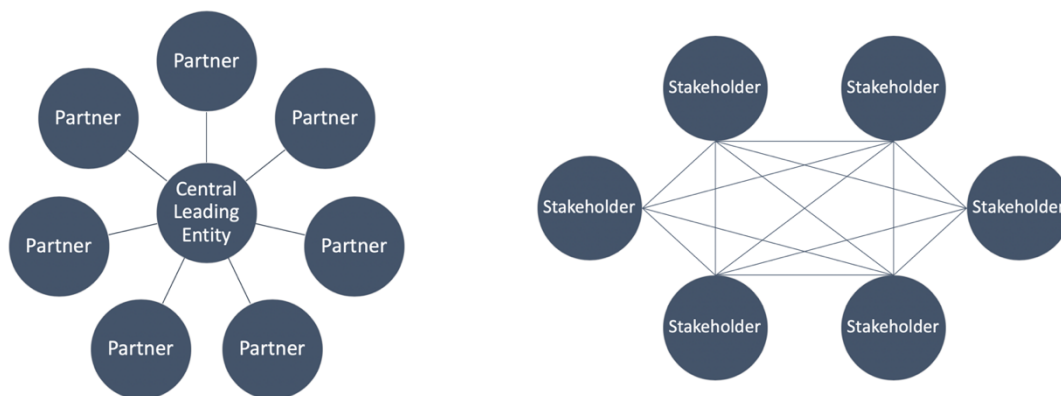 Partner
Partner
Partner
Central
Leading
Entity
Partner
Partner
Partner
Partner
Stakeholder
Stakeholder
Stakeholder
Stakeholder
Stakeholder
Stakeholder